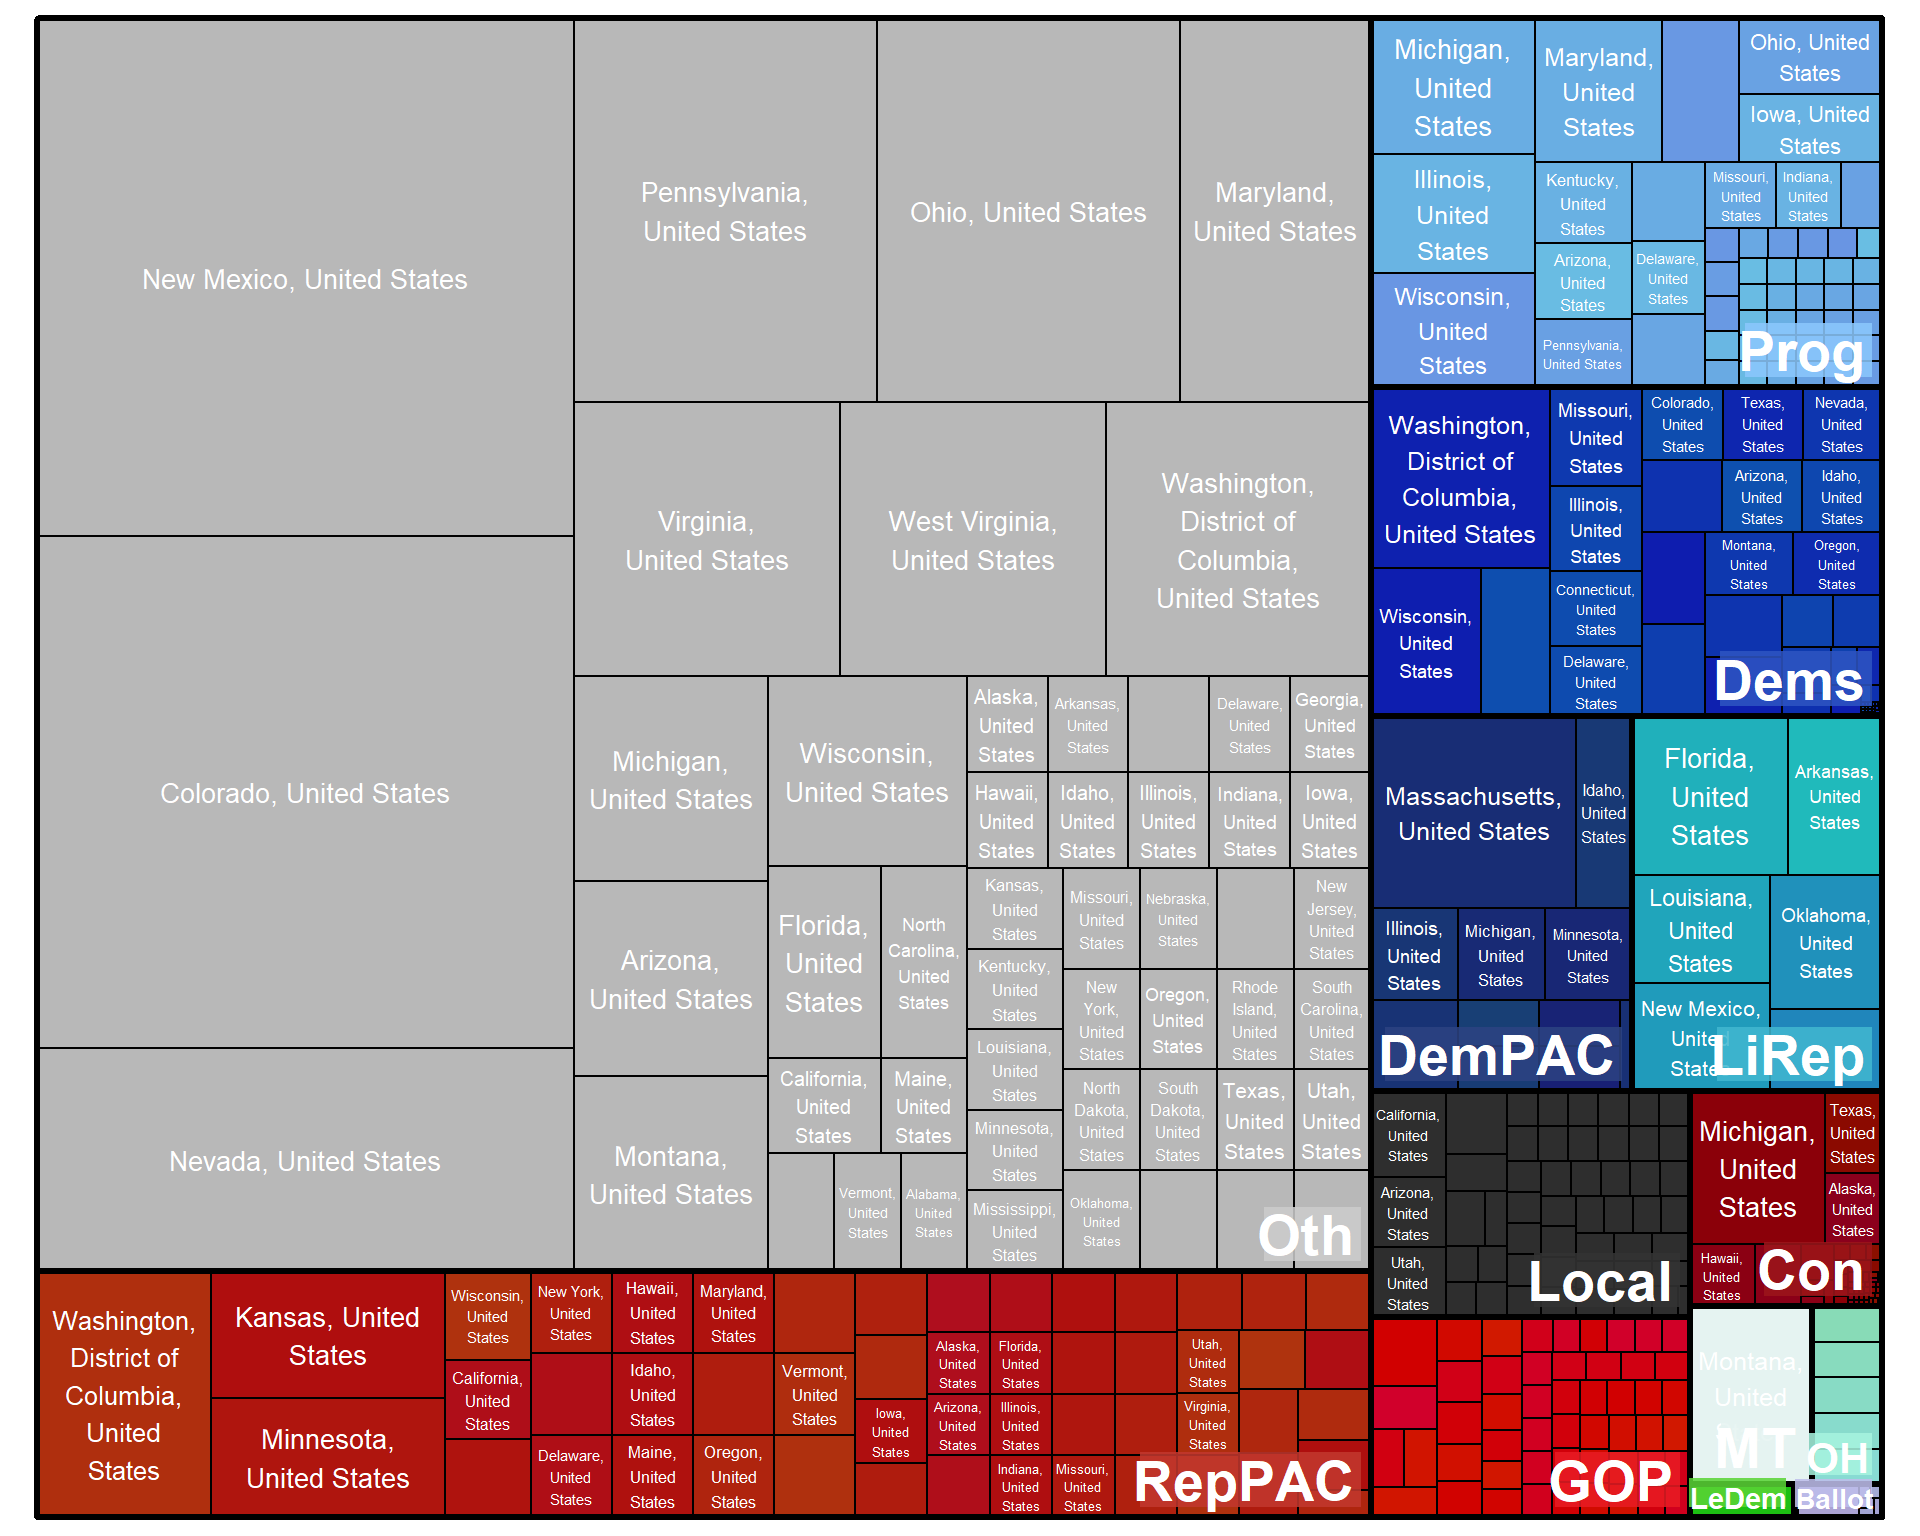 New Mexico, United States
Colorado, United States
Nevada, United States
Pennsylvania,
United States
Ohio, United States
Maryland,
United States
Virginia,
United States
West Virginia,
United States
Washington,
District of
Columbia,
United States
Michigan,
United States
Arizona,
United States
Montana,
United States
Wisconsin,
United States
Florida,
United
States
North
Carolina,
United
States
California,
United
States
Maine,
United
States
Vermont,
United
States
Alabama,
United
States
Alaska,
United
States
Arkansas,
United
States
Delaware,
United
States
Georgia,
United
States
Hawaii,
United
States
Idaho,
United
States
Illinois,
United
States
Indiana,
United
States
Iowa,
United
States
Kansas,
United
States
Kentucky,
United
States
Louisiana,
United
States
Minnesota,
United
States
Mississippi,
United
States
Missouri,
United
States
Nebraska,
United
States
New
Jersey,
United
States
New
York,
United
States
Oregon,
United
States
Rhode
Island,
United
States
South
Carolina,
United
States
North
Dakota,
United
States
South
Dakota,
United
States
Texas,
United
States
Utah,
United
States
Oklahoma,
United
States
Oth
Washington,
District of
Columbia,
United
States
Kansas, United
States
Minnesota,
United States
Wisconsin,
United
States
California,
United
States
New York,
United
States
Delaware,
United
States
Hawaii,
United
States
Idaho,
United
States
Maine,
United
States
Maryland,
United
States
Oregon,
United
States
Vermont,
United
States
Iowa,
United
States
Alaska,
United
States
Arizona,
United
States
Florida,
United
States
Illinois,
United
States
Indiana,
United
States
Missouri,
United
States
Utah,
United
States
Virginia,
United
States
RepPAC
Michigan,
United
States
Illinois,
United
States
Wisconsin,
United
States
Maryland,
United
States
Ohio, United
States
Iowa, United
States
Kentucky,
United
States
Arizona,
United
States
Pennsylvania,
United States
Delaware,
United
States
Missouri,
United
States
Indiana,
United
States
Prog
Washington,
District of
Columbia,
United States
Wisconsin,
United
States
Missouri,
United
States
Illinois,
United
States
Connecticut,
United
States
Delaware,
United
States
Colorado,
United
States
Texas,
United
States
Nevada,
United
States
Arizona,
United
States
Idaho,
United
States
Montana,
United
States
Oregon,
United
States
Dems
Massachusetts,
United States
Idaho,
United
States
Illinois,
United
States
Michigan,
United
States
Minnesota,
United
States
DemPAC
Florida,
United
States
Arkansas,
United
States
Louisiana,
United
States
Oklahoma,
United
States
New Mexico,
United
States
LiRep
California,
United
States
Arizona,
United
States
Utah,
United
States
Local
Michigan,
United
States
Texas,
United
States
Alaska,
United
States
Hawaii,
United
States
Con
GOP
Montana,
United
MT
OH
LeDem
Ballot